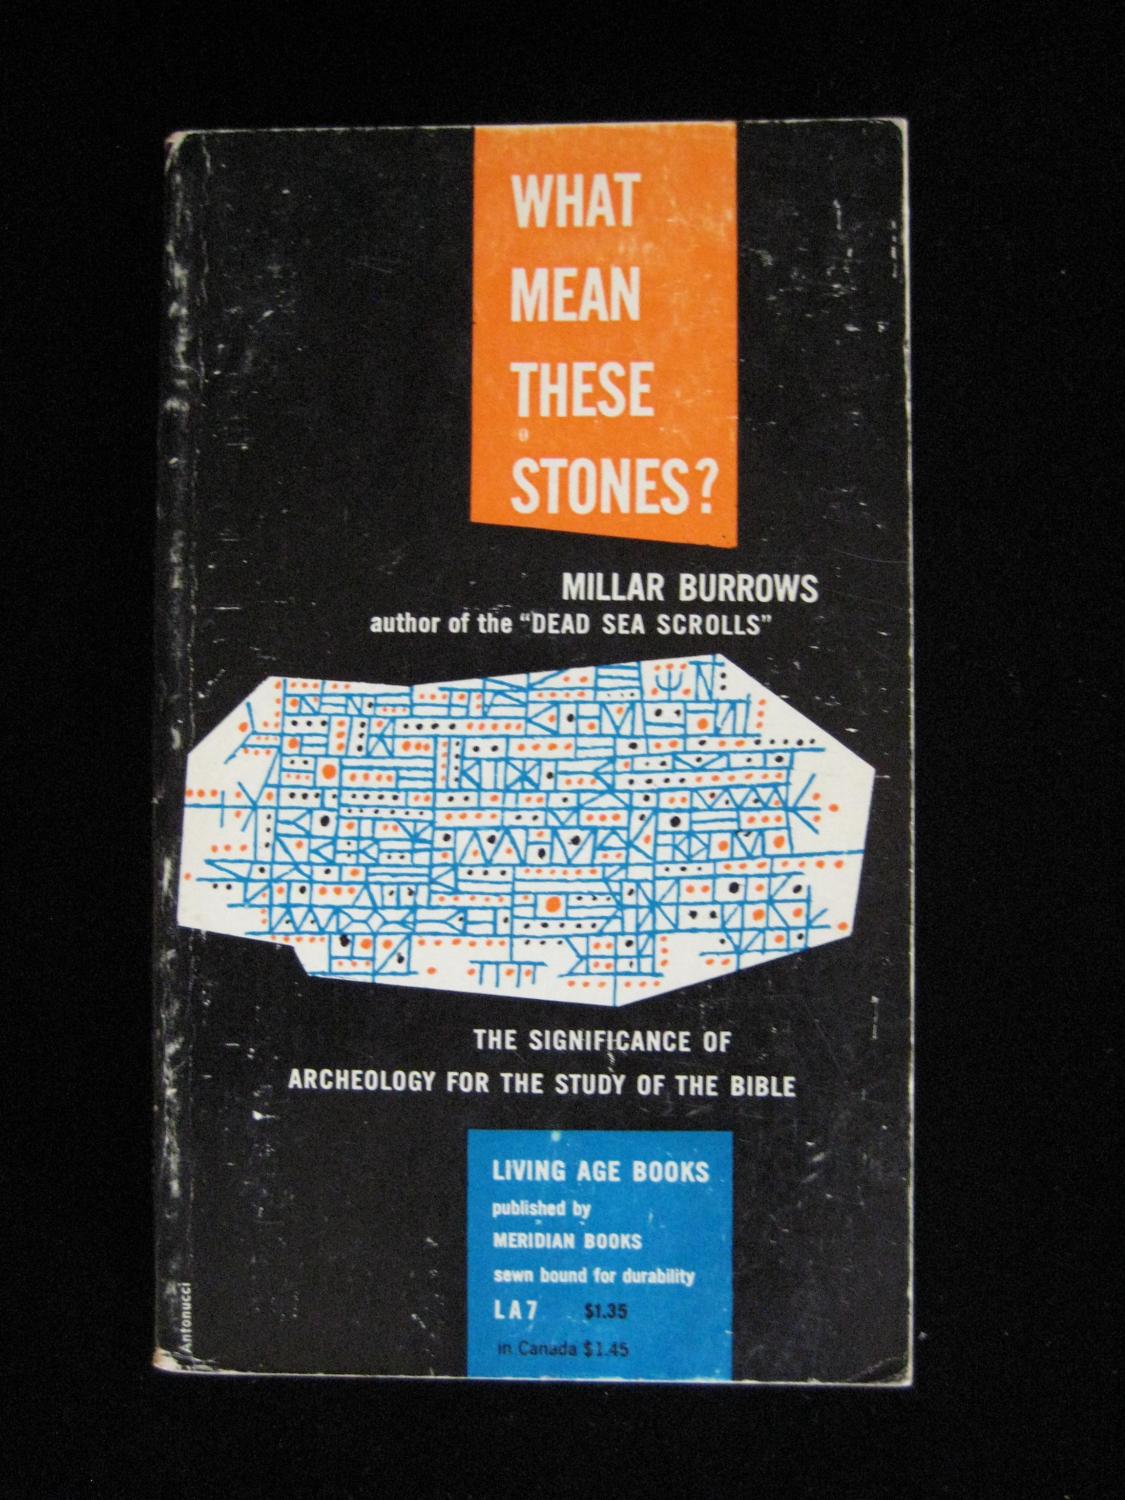 WHAT
MEAN
THESE
STONES?
MILLAR BURROWS
author of the “DEAD SEA SCROLLS”
THE SIGNIFICANCE OF
ARCHEOLOGY FOR THE STUDY OF THE BIBLE
LIVING AGE BOOKS
published by
MERIDIAN BOOKS
sewn bound for durability
LA7 $1.35
in Canada $1.45
Antonucci